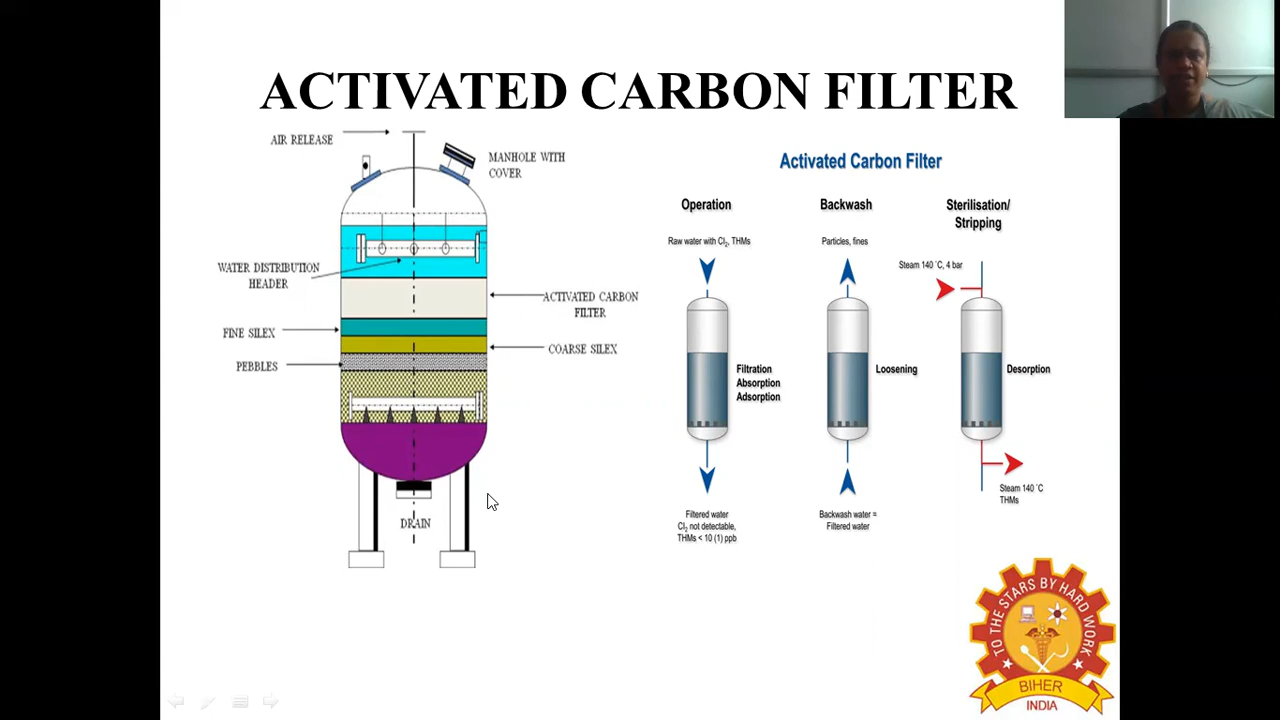 ACTIVATED CARBON FILTER
AIR RELEASE
MANHOLE WITH
COVER
WATER DISTRIBUTION
HEADER
ACTIVATED CARBON
FILTER
FINE SILEX
COARSE SILEX
PEBBLES
DRAIN
Activated Carbon Filter
Operation
Raw water with Cl2, THMs
Filtration
Absorption
Adsorption
Filtered water
Cl2 not detectable,
THMs < 10 (1) ppb
Backwash
Particles, fines
Loosening
Backwash water =
Filtered water
Sterilisation/
Stripping
Steam 140 ˚C, 4 bar
Desorption
Steam 140 ˚C
THMs
TO THE STARS BY HARD WORK
BIHER
INDIA